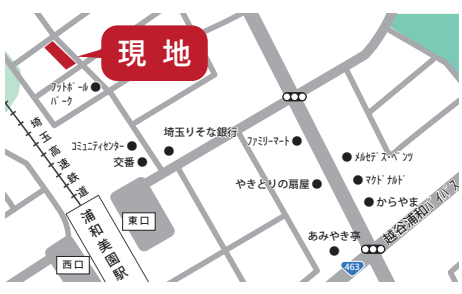 現地
ﾌｯﾄﾎﾞｰﾙ
ﾊﾟｰｸ
埼玉高速鉄道
ｺﾐｭﾆﾃｨｾﾝﾀｰ
交番
埼玉りそな銀行
ﾌｧﾐﾘｰﾏｰﾄ
ﾒﾙｾﾃﾞｽ･ﾍﾞﾝﾂ
ﾏｸﾄﾞﾅﾙﾄﾞ
やきとりの扇屋
からやま
東口
浦和美園駅
西口
あみやき亭
越谷浦和バイパス
463